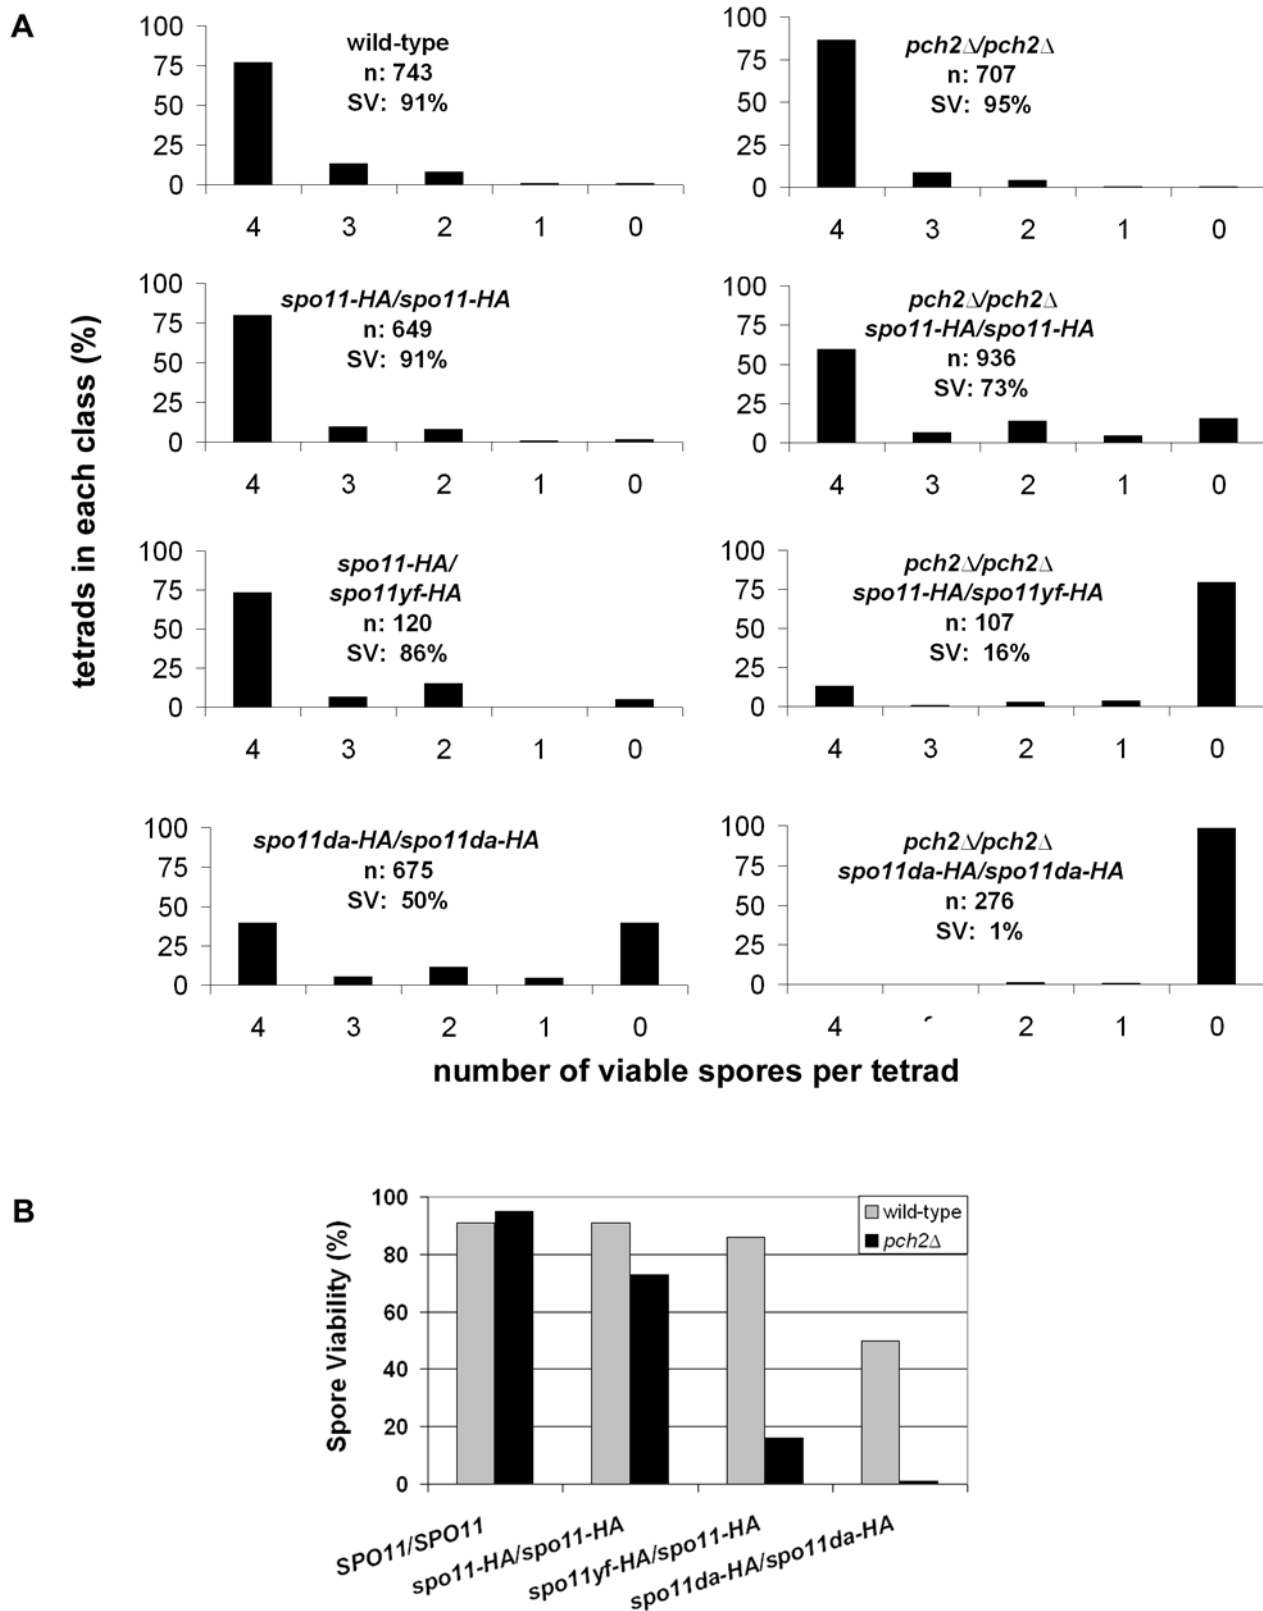 A
tetrads in each class (%)
100
75
50
25
0
wild-type
n: 743
SV: 91%
4 3 2 1 0
100
75
50
25
0
pch2Δ/pch2Δ
n: 707
SV: 95%
4 3 2 1 0
100
75
50
25
0
spo11-HA/spo11-HA
n: 649
SV: 91%
4 3 2 1 0
100
75
50
25
0
pch2Δ/pch2Δ
spo11-HA/spo11-HA
n: 936
SV: 73%
4 3 2 1 0
100
75
50
25
0
spo11-HA/
spo11yf-HA
n: 120
SV: 86%
4 3 2 1 0
100
75
50
25
0
pch2Δ/pch2Δ
spo11-HA/spo11yf-HA
n: 107
SV: 16%
4 3 2 1 0
100
75
50
25
0
spo11da-HA/spo11da-HA
n: 675
SV: 50%
4 3 2 1 0
100
75
50
25
0
pch2Δ/pch2Δ
spo11da-HA/spo11da-HA
n: 276
SV: 1%
4 2 1 0
number of viable spores per tetrad
B
Spore Viability (%)
100
80
60
40
20
0
wild-type
pch2Δ
SPO11/SPO11
spo11-HA/spo11-HA
spo11yf-HA/spo11-HA
spo11da-HA/spo11da-HA